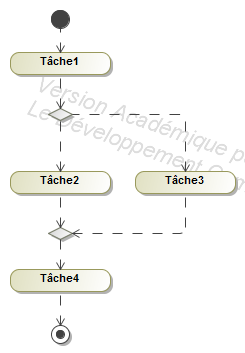 Tâche1
Version Académique p
Le Développement
Tâche2
Tâche3
Tâche4